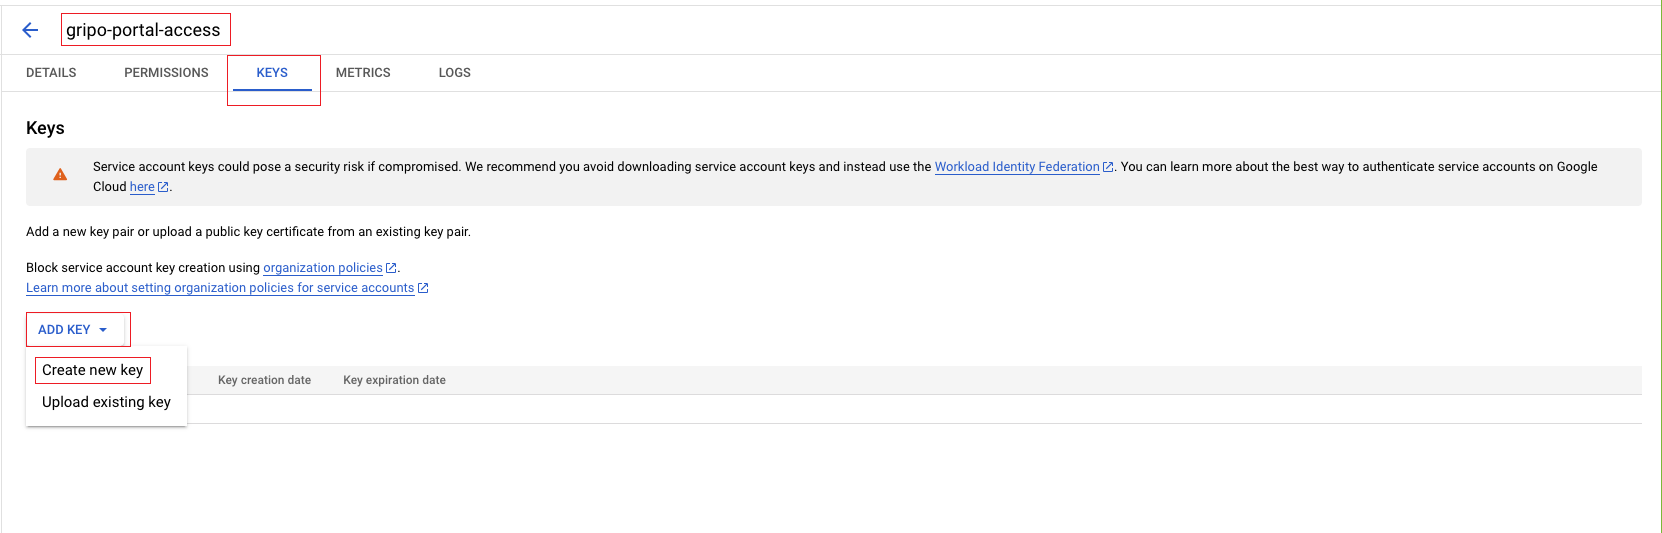 gripo-portal-access
DETAILS PERMISSIONS KEYS METRICS LOGS
Keys
Service account keys could pose a security risk if compromised. We recommend you avoid downloading service account keys and instead use the Workload Identity Federation. You can learn more about the best way to authenticate service accounts on Google
Cloud here.
Add a new key pair or upload a public key certificate from an existing key pair.
Block service account key creation using organization policies.
Learn more about setting organization policies for service accounts
ADD KEY
Create new key
Key creation date Key expiration date
Upload existing key